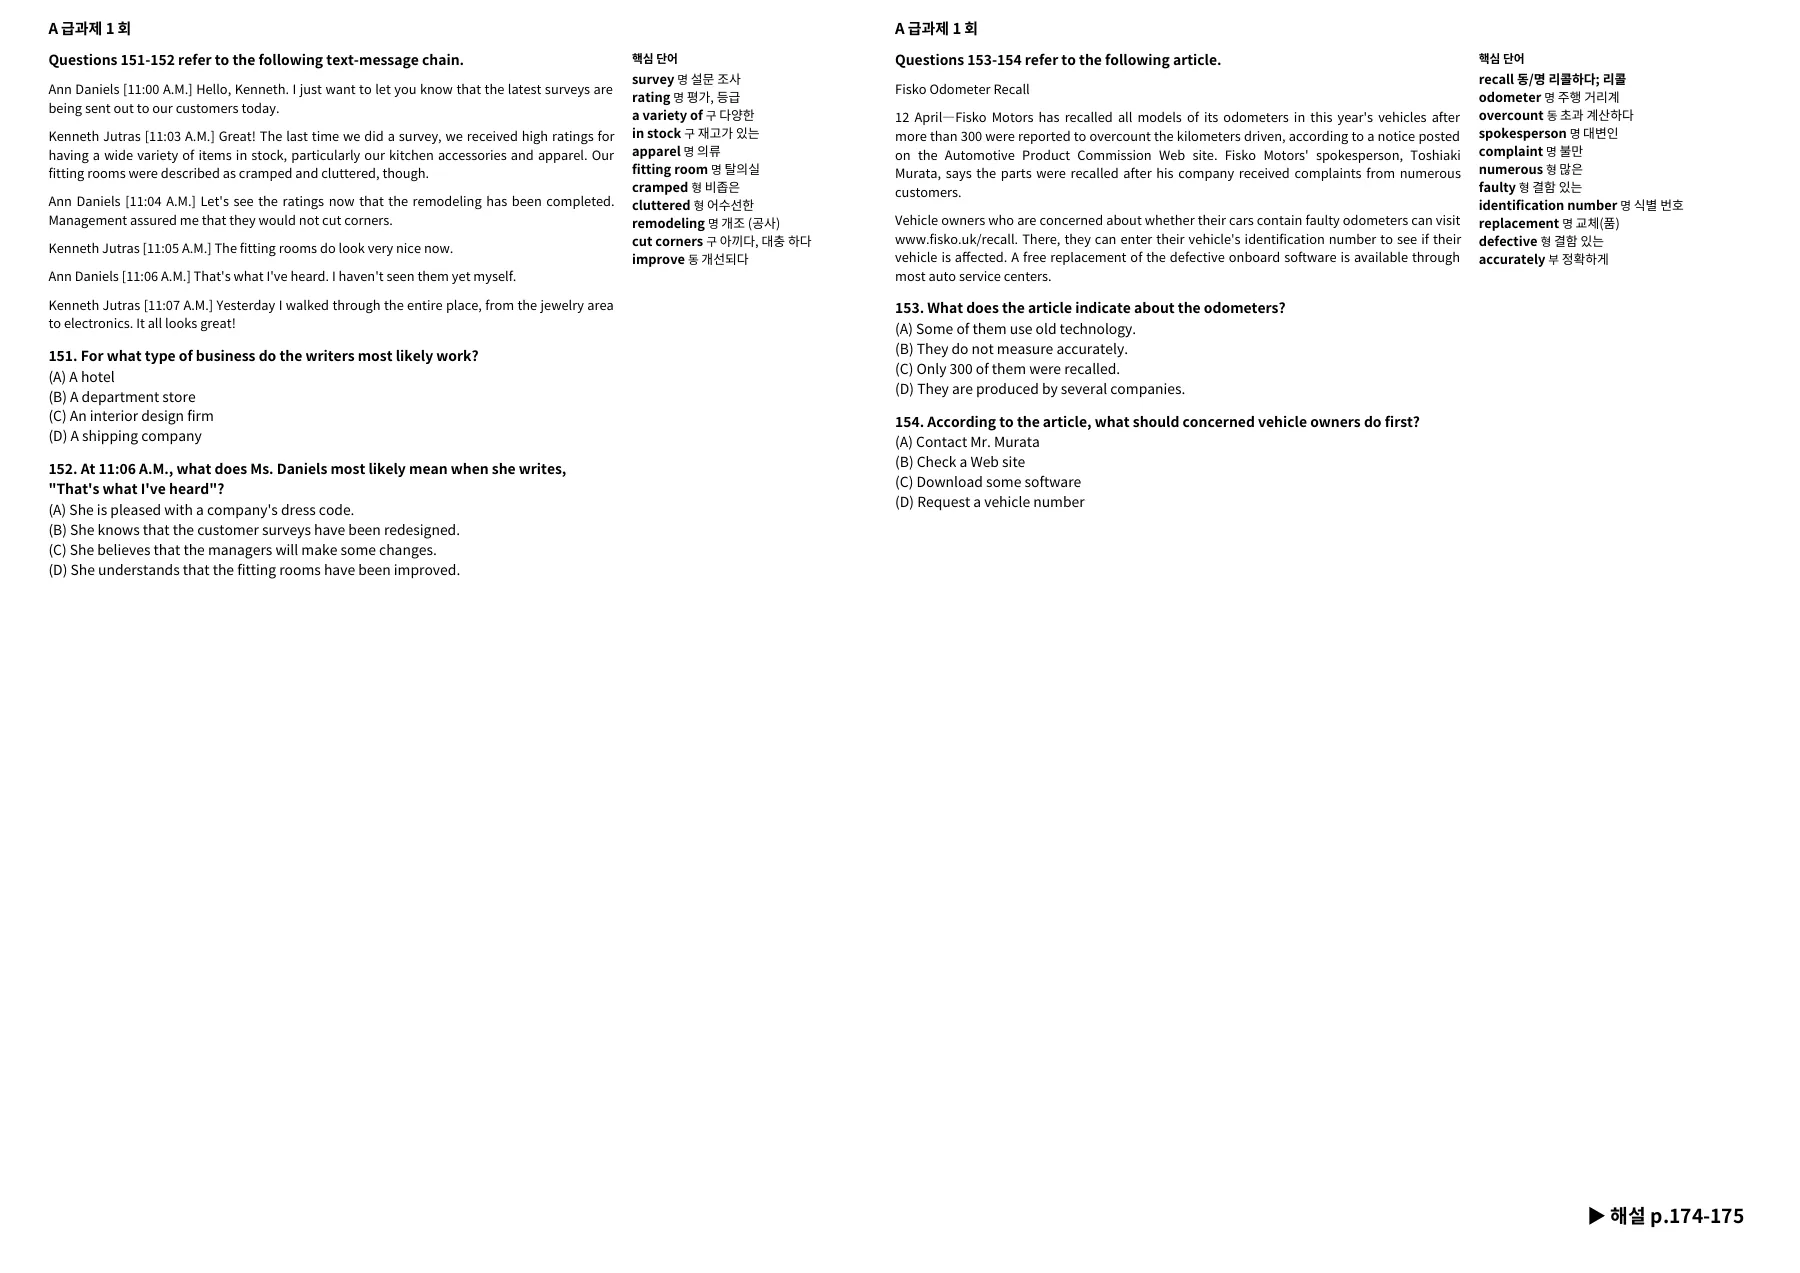 A 급과제 1 회
Questions 151-152 refer to the following text-message chain.
Ann Daniels [11:00 A.M.] Hello, Kenneth. I just want to let you know that the latest surveys are
being sent out to our customers today.
Kenneth Jutras [11:03 A.M.] Great! The last time we did a survey, we received high ratings for
having a wide variety of items in stock, particularly our kitchen accessories and apparel. Our
fitting rooms were described as cramped and cluttered, though.
Ann Daniels [11:04 A.M.] Let's see the ratings now that the remodeling has been completed.
Management assured me that they would not cut corners.
Kenneth Jutras [11:05 A.M.] The fitting rooms do look very nice now.
Ann Daniels [11:06 A.M.] That's what I've heard. I haven't seen them yet myself.
Kenneth Jutras [11:07 A.M.] Yesterday I walked through the entire place, from the jewelry area
to electronics. It all looks great!
151. For what type of business do the writers most likely work?
(A) A hotel
(B) A department store
(C) An interior design firm
(D) A shipping company
152. At 11:06 A.M., what does Ms. Daniels most likely mean when she writes,
"That's what I've heard"?
(A) She is pleased with a company's dress code.
(B) She knows that the customer surveys have been redesigned.
(C) She believes that the managers will make some changes.
(D) She understands that the fitting rooms have been improved.
핵심 단어
survey 명 설문 조사
rating 명 평가, 등급
a variety of 구 다양한
in stock 구 재고가 있는
apparel 명 의류
fitting room 명 탈의실
cramped 형 비좁은
cluttered 형 어수선한
remodeling 명 개조 (공사)
cut corners 구 아끼다, 대충 하다
improve 동 개선되다
A 급과제 1 회
Questions 153-154 refer to the following article.
Fisko Odometer Recall
12 April—Fisko Motors has recalled all models of its odometers in this year's vehicles after
more than 300 were reported to overcount the kilometers driven, according to a notice posted
on the Automotive Product Commission Web site. Fisko Motors' spokesperson, Toshiaki
Murata, says the parts were recalled after his company received complaints from numerous
customers.
Vehicle owners who are concerned about whether their cars contain faulty odometers can visit
www.fisko.uk/recall. There, they can enter their vehicle's identification number to see if their
vehicle is affected. A free replacement of the defective onboard software is available through
most auto service centers.
153. What does the article indicate about the odometers?
(A) Some of them use old technology.
(B) They do not measure accurately.
(C) Only 300 of them were recalled.
(D) They are produced by several companies.
154. According to the article, what should concerned vehicle owners do first?
(A) Contact Mr. Murata
(B) Check a Web site
(C) Download some software
(D) Request a vehicle number
핵심 단어
recall 동/명 리콜하다; 리콜
odometer 명 주행 거리계
overcount 동 초과 계산하다
spokesperson 명 대변인
complaint 명 불만
numerous 형 많은
faulty 형 결함 있는
identification number 명 식별 번호
replacement 명 교체(품)
defective 형 결함 있는
accurately 부 정확하게
▶ 해설 p.174-175